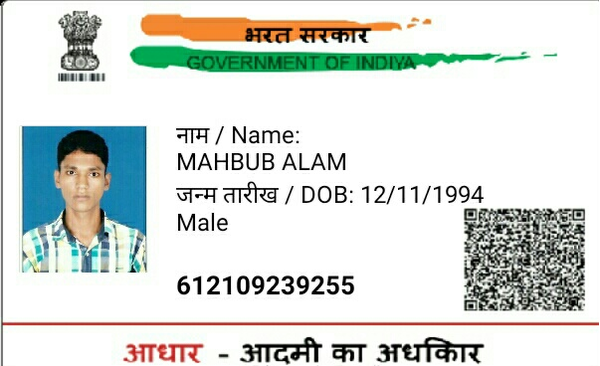 भरत सरकार
GOVERNMENT OF INDIYA
नाम / Name:
MAHBUB ALAM
जन्म तारीख / DOB: 12/11/1994
Male
612109239255
आधार - आदमी का अधकिार